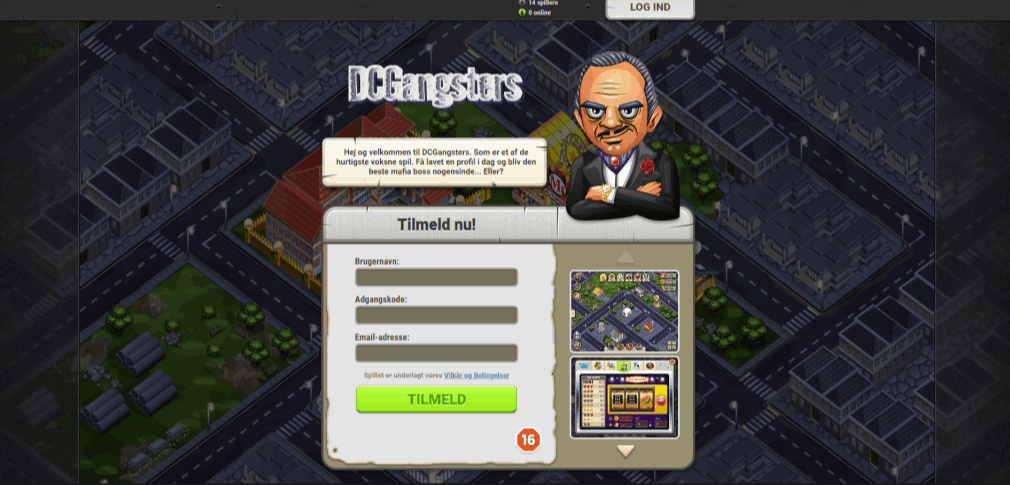 14 spillere
0 online
LOG IND
DCGangsters
Hej og velkommen til DCGangsters. Som er et af de
hurtigste voksne spil. Få lavet en profil i dag og bliv den
beste mafia boss nogensinde... Eller?
Tilmeld nu!
Brugernavn:
Adgangskode:
Email-adresse:
Spillet er underlagt vores Vilkår og Betingelser
TILMELD
16